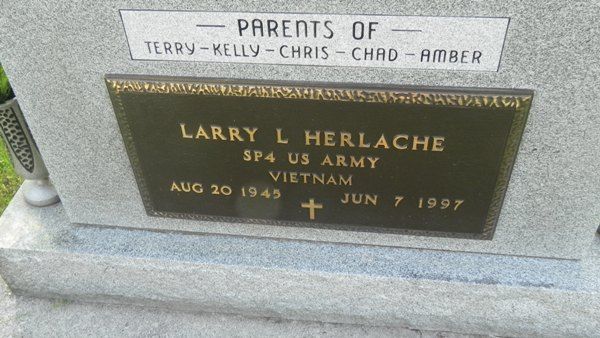 PARENTS OF
TERRY-KELLY-CHRIS-CHAD-AMBER
LARRY L HERLACHE
SP4 US ARMY
VIETNAM
AUG 20 1945 JUN 7 1997